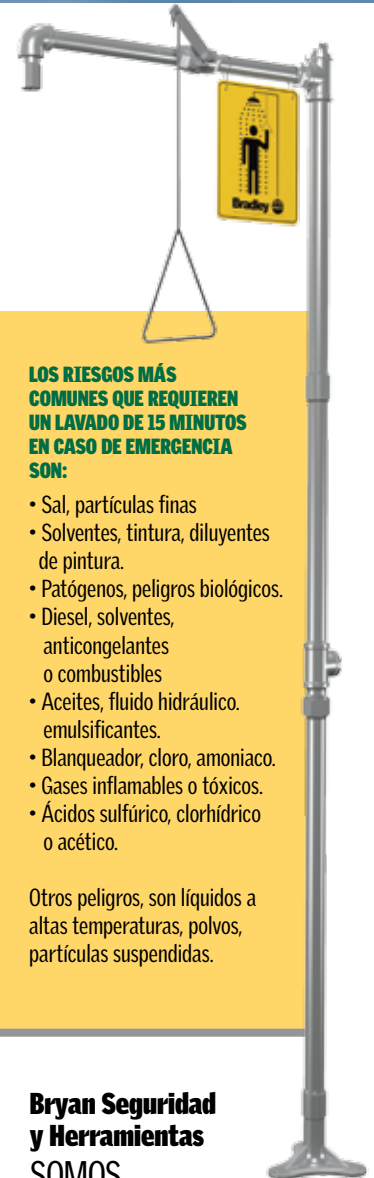 Bradley
LOS RIESGOS MÁS
COMUNES QUE REQUIEREN
UN LAVADO DE 15 MINUTOS
EN CASO DE EMERGENCIA
SON:
• Sal, partículas finas
• Solventes, tintura, diluyentes
de pintura.
• Patógenos, peligros biológicos.
• Diesel, solventes,
anticongelantes
o combustibles
• Aceites, fluido hidráulico.
emulsificantes.
• Blanqueador, cloro, amoniaco.
• Gases inflamables o tóxicos.
• Ácidos sulfúrico, clorhídrico
o acético.
Otros peligros, son líquidos a
altas temperaturas, polvos,
partículas suspendidas.
Bryan Seguridad
y Herramientas
SOMOS